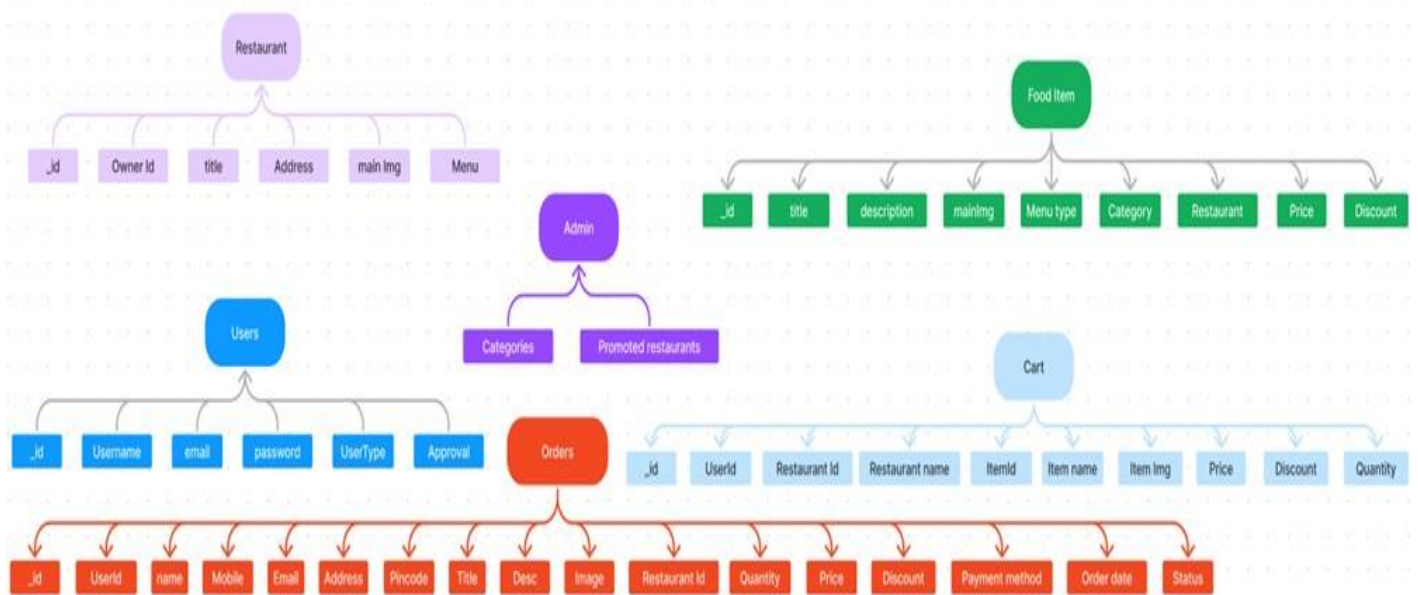 Restaurant
_id Owner Id title Address main Img Menu
Food Item
_id title description mainImg Menu type Category Restaurant Price Discount
Admin
Categories Promoted restaurants
Users
_id Username email password UserType Approval
Cart
_id UserId Restaurant Id Restaurant name ItemId Item name Item Img Price Discount Quantity
Orders
_id UserId name Mobile Email Address Pincode Title Desc Image Restaurant Id Quantity Price Discount Payment method Order date Status